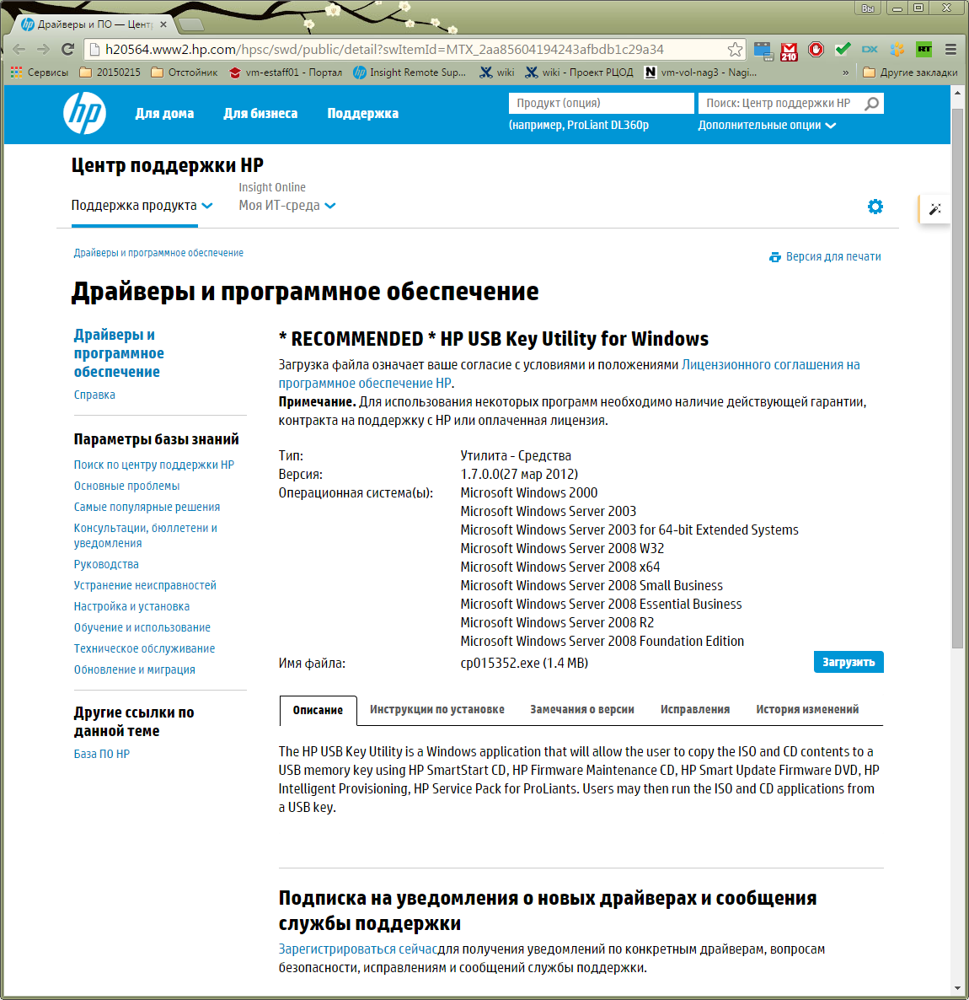 Вы
Драйверы и ПО — Центр
h20564.www2.hp.com/hpsc/swd/public/detail?swItemId=MTX_2aa85604194243afbdb1c29a34
210
DX
RT
Сервисы 20150215 Отстойник vm-estaff01 - Портал Insight Remote Sup... wiki wiki - Проект РЦОД N vm-vol-nag3 - Nagi... » Другие закладки
hp Для дома Для бизнеса Поддержка
Продукт (опция) Поиск: Центр поддержки HP
(например, ProLiant DL360p Дополнительные опции
Центр поддержки HP
Insight Online
Поддержка продукта Моя ИТ-среда
Драйверы и программное обеспечение
Версия для печати
Драйверы и программное обеспечение
Драйверы и
программное
обеспечение
Справка
Параметры базы знаний
Поиск по центру поддержки HP
Основные проблемы
Самые популярные решения
Консультации, бюллетени и
уведомления
Руководства
Устранение неисправностей
Настройка и установка
Обучение и использование
Техническое обслуживание
Обновление и миграция
Другие ссылки по
данной теме
База ПО HP
* RECOMMENDED * HP USB Key Utility for Windows
Загрузка файла означает ваше согласие с условиями и положениями Лицензионного соглашения на
программное обеспечение HP.
Примечание. Для использования некоторых программ необходимо наличие действующей гарантии,
контракта на поддержку с HP или оплаченная лицензия.
Тип: Утилита - Средства
Версия: 1.7.0.0(27 мар 2012)
Операционная система(ы): Microsoft Windows 2000
Microsoft Windows Server 2003
Microsoft Windows Server 2003 for 64-bit Extended Systems
Microsoft Windows Server 2008 W32
Microsoft Windows Server 2008 x64
Microsoft Windows Server 2008 Small Business
Microsoft Windows Server 2008 Essential Business
Microsoft Windows Server 2008 R2
Microsoft Windows Server 2008 Foundation Edition
Имя файла: cp015352.exe (1.4 MB) Загрузить
Описание Инструкции по установке Замечания о версии Исправления История изменений
The HP USB Key Utility is a Windows application that will allow the user to copy the ISO and CD contents to a
USB memory key using HP SmartStart CD, HP Firmware Maintenance CD, HP Smart Update Firmware DVD, HP
Intelligent Provisioning, HP Service Pack for ProLiants. Users may then run the ISO and CD applications from
a USB key.
Подписка на уведомления о новых драйверах и сообщения
службы поддержки
Зарегистрироваться сейчасдля получения уведомлений по конкретным драйверам, вопросам
безопасности, исправлениям и сообщений службы поддержки.